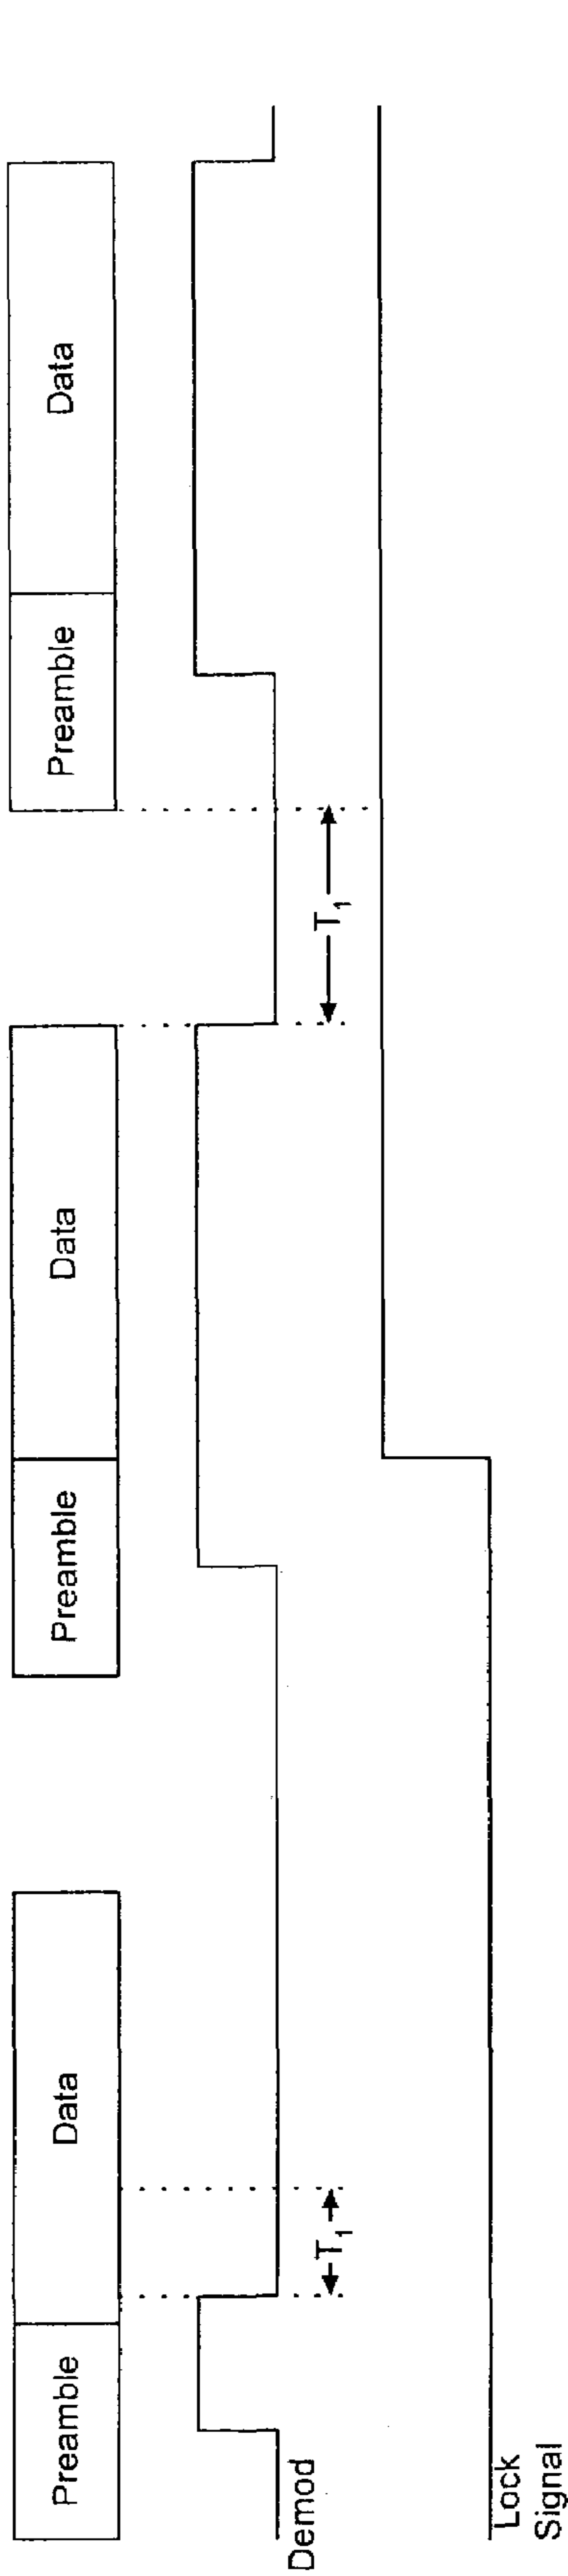 Preamble
Data
Preamble
Data
Preamble
Data
Demod
T1
T1
Lock
Signal